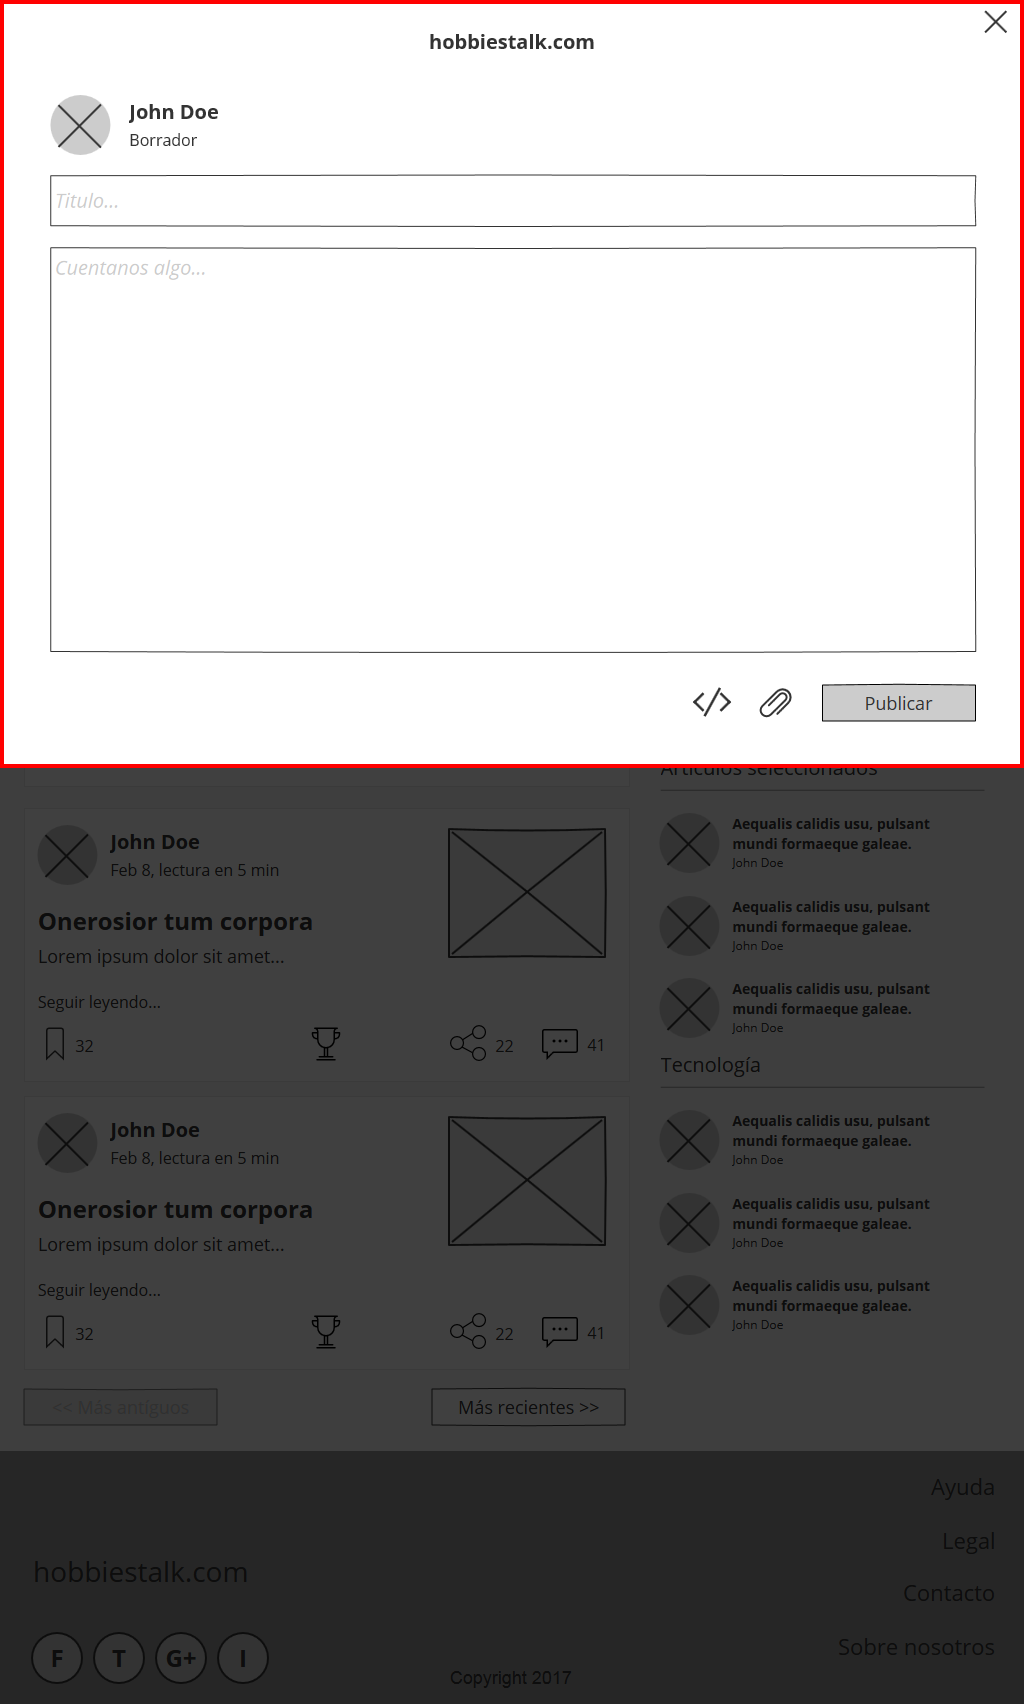 hobbiestalk.com
John Doe
Borrador
Titulo...
Cuentanos algo...
</>
Publicar
John Doe
Feb 8, lectura en 5 min
Onerosior tum corpora
Lorem ipsum dolor sit amet...
Seguir leyendo...
32
22
41
John Doe
Feb 8, lectura en 5 min
Onerosior tum corpora
Lorem ipsum dolor sit amet...
Seguir leyendo...
32
22
41
<< Más antíguos
Más recientes >>
Artículos seleccionados
Aequalis calidis usu, pulsant
mundi formaeque galeae.
John Doe
Aequalis calidis usu, pulsant
mundi formaeque galeae.
John Doe
Aequalis calidis usu, pulsant
mundi formaeque galeae.
John Doe
Tecnología
Aequalis calidis usu, pulsant
mundi formaeque galeae.
John Doe
Aequalis calidis usu, pulsant
mundi formaeque galeae.
John Doe
Aequalis calidis usu, pulsant
mundi formaeque galeae.
John Doe
hobbiestalk.com
F T G+ I
Copyright 2017
Ayuda
Legal
Contacto
Sobre nosotros